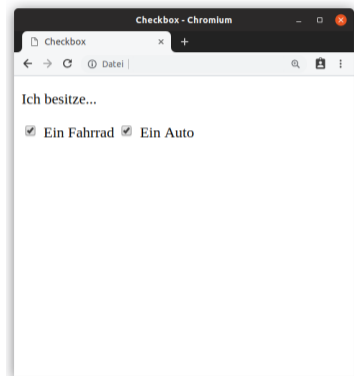 Checkbox - Chromium
Checkbox
Datei
Ich besitze...
Ein Fahrrad Ein Auto